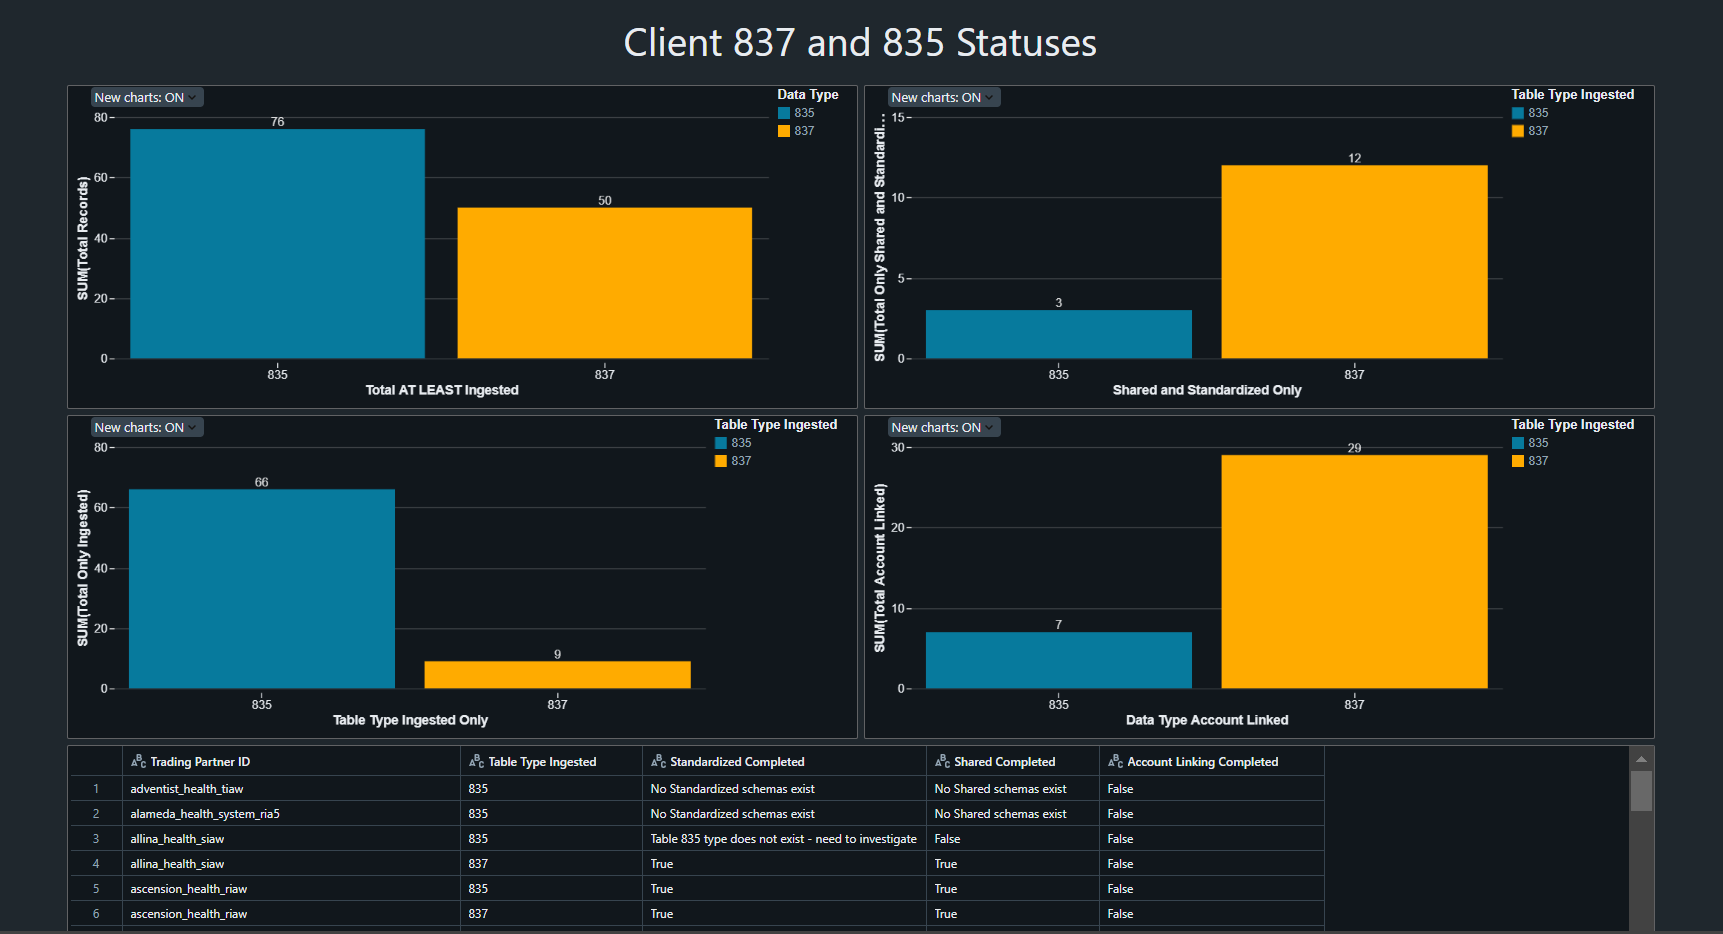 Client 837 and 835 Statuses
New charts: ON
Data Type
835
837
SUM(Total Records)
80
60
40
20
0
76
50
835
837
Total AT LEAST Ingested
New charts: ON
Table Type Ingested
835
837
SUM(Total Only Shared and Standardi...
15
10
5
0
3
12
835
837
Shared and Standardized Only
New charts: ON
Table Type Ingested
835
837
SUM(Total Only Ingested)
80
60
40
20
0
66
9
835
837
Table Type Ingested Only
New charts: ON
Table Type Ingested
835
837
SUM(Total Account Linked)
30
20
10
0
7
29
835
837
Data Type Account Linked
ABC Trading Partner ID ABC Table Type Ingested ABC Standardized Completed ABC Shared Completed ABC Account Linking Completed
1 adventist_health_tiaw 835 No Standardized schemas exist No Shared schemas exist False
2 alameda_health_system_ria5 835 No Standardized schemas exist No Shared schemas exist False
3 allina_health_siaw 835 Table 835 type does not exist - need to investigate False False
4 allina_health_siaw 837 True True False
5 ascension_health_riaw 835 True True False
6 ascension_health_riaw 837 True True False